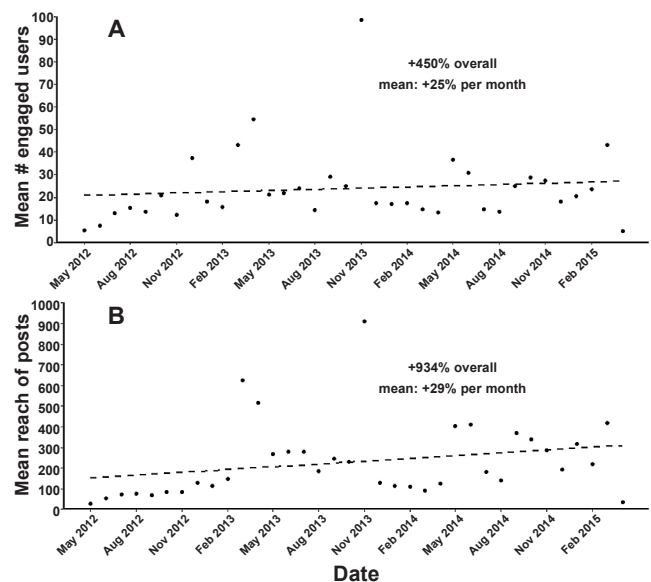 A
Mean # engaged users
100
90
80
70
60
50
40
30
20
10
0
+450% overall
mean: +25% per month
May 2012
Aug 2012
Nov 2012
Feb 2013
May 2013
Aug 2013
Nov 2013
Feb 2014
May 2014
Aug 2014
Nov 2014
Feb 2015
B
Mean reach of posts
1000
900
800
700
600
500
400
300
200
100
0
+934% overall
mean: +29% per month
May 2012
Aug 2012
Nov 2012
Feb 2013
May 2013
Aug 2013
Nov 2013
Feb 2014
May 2014
Aug 2014
Nov 2014
Feb 2015
Date